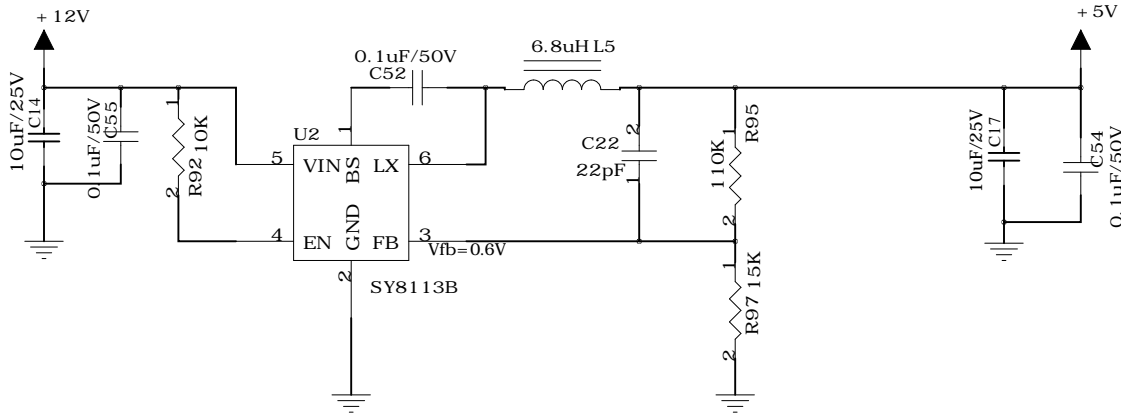 +12V
+5V
0.1uF/50V
C52
6.8uH L5
10uF/25V
C14
0.1uF/50V
C55
1
R92 10K
2
U2
1
5
VIN
BS
LX
6
4
EN
GND
FB
3
Vfb=0.6V
2
SY8113B
2
C22
22pF
1
1
R95
110K
2
1
R97 15K
2
10uF/25V
C17
C54
0.1uF/50V